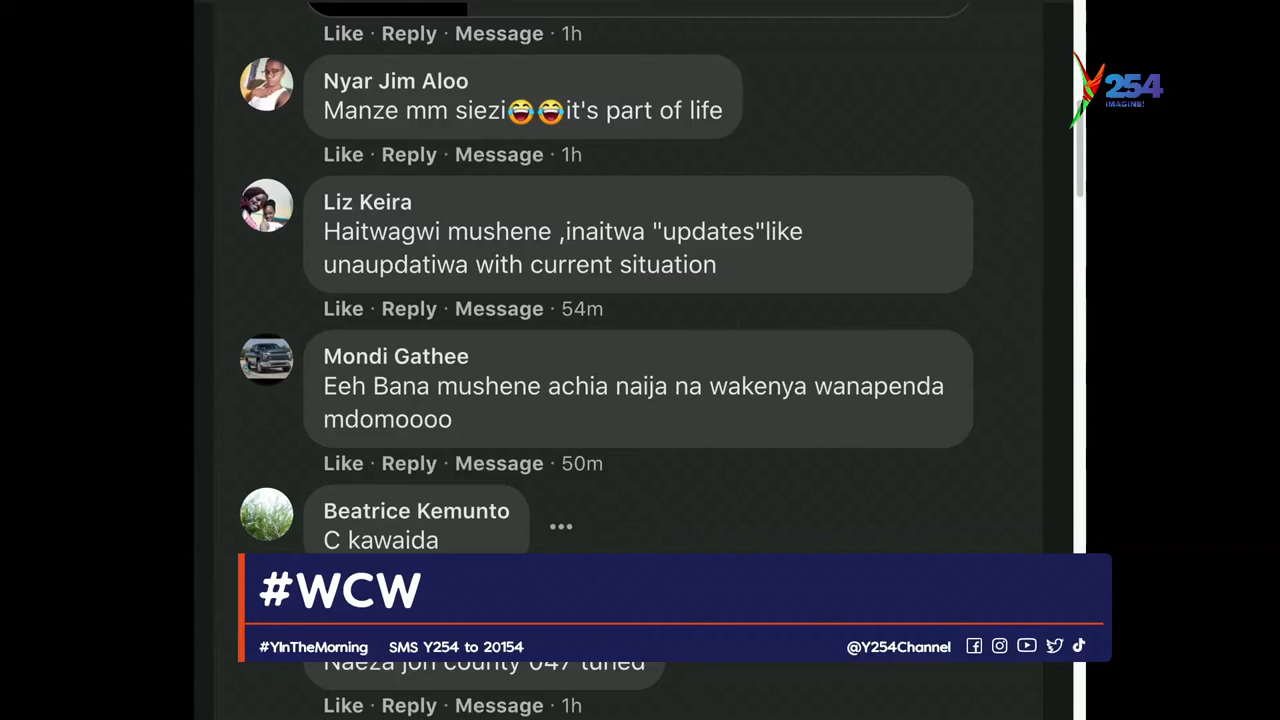 Like · Reply · Message · 1h
Y254
IMAGINE!
Nyar Jim Aloo
Manze mm siezi😂😂it's part of life
Like · Reply · Message · 1h
Liz Keira
Haitwagwi mushene ,inaitwa "updates"like
unaupdatiwa with current situation
Like · Reply · Message · 54m
Mondi Gathee
Eeh Bana mushene achia naija na wakenya wanapenda
mdomoooo
Like · Reply · Message · 50m
Beatrice Kemunto
C kawaida
#WCW
#YInTheMorning SMS Y254 to 20154 @Y254Channel
Naeza joh county 047 tuned
Like · Reply · Message · 1h